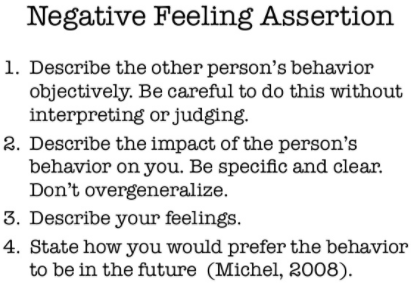 Negative Feeling Assertion
1. Describe the other person's behavior
objectively. Be careful to do this without
interpreting or judging.
2. Describe the impact of the person's
behavior on you. Be specific and clear.
Don't overgeneralize.
3. Describe your feelings.
4. State how you would prefer the behavior
to be in the future (Michel, 2008).